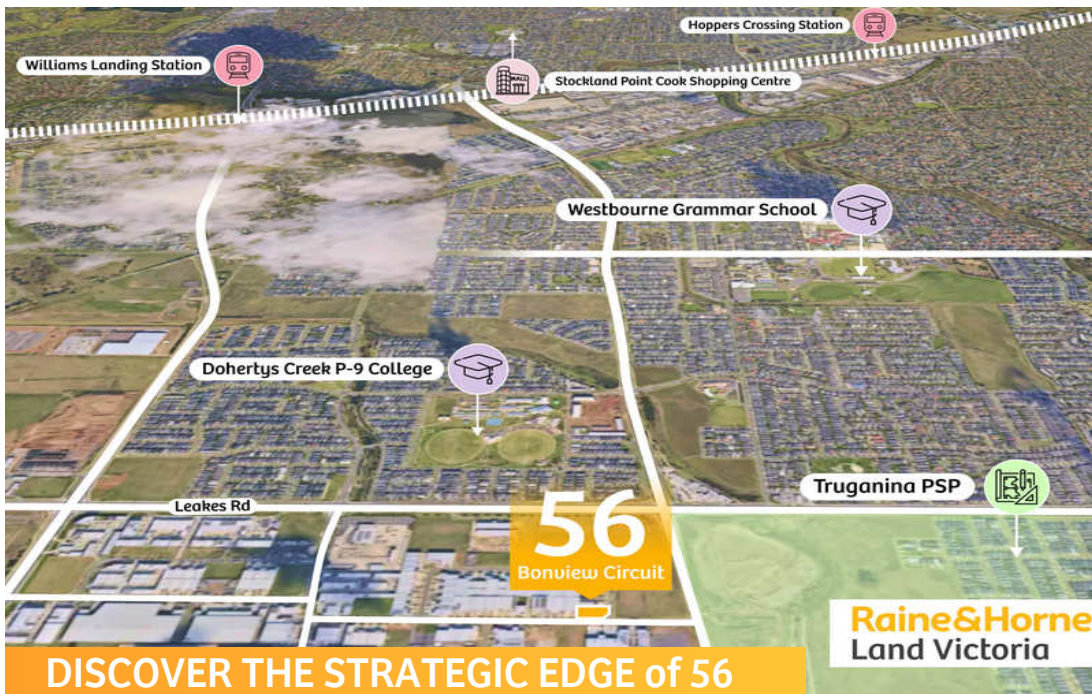 Hoppers Crossing Station
Williams Landing Station
MALL
Stockland Point Cook Shopping Centre
Westbourne Grammar School
Dohertys Creek P-9 College
Truganina PSP
Leakes Rd
56
Bonview Circuit
Raine&Horne
Land Victoria
DISCOVER THE STRATEGIC EDGE of 56